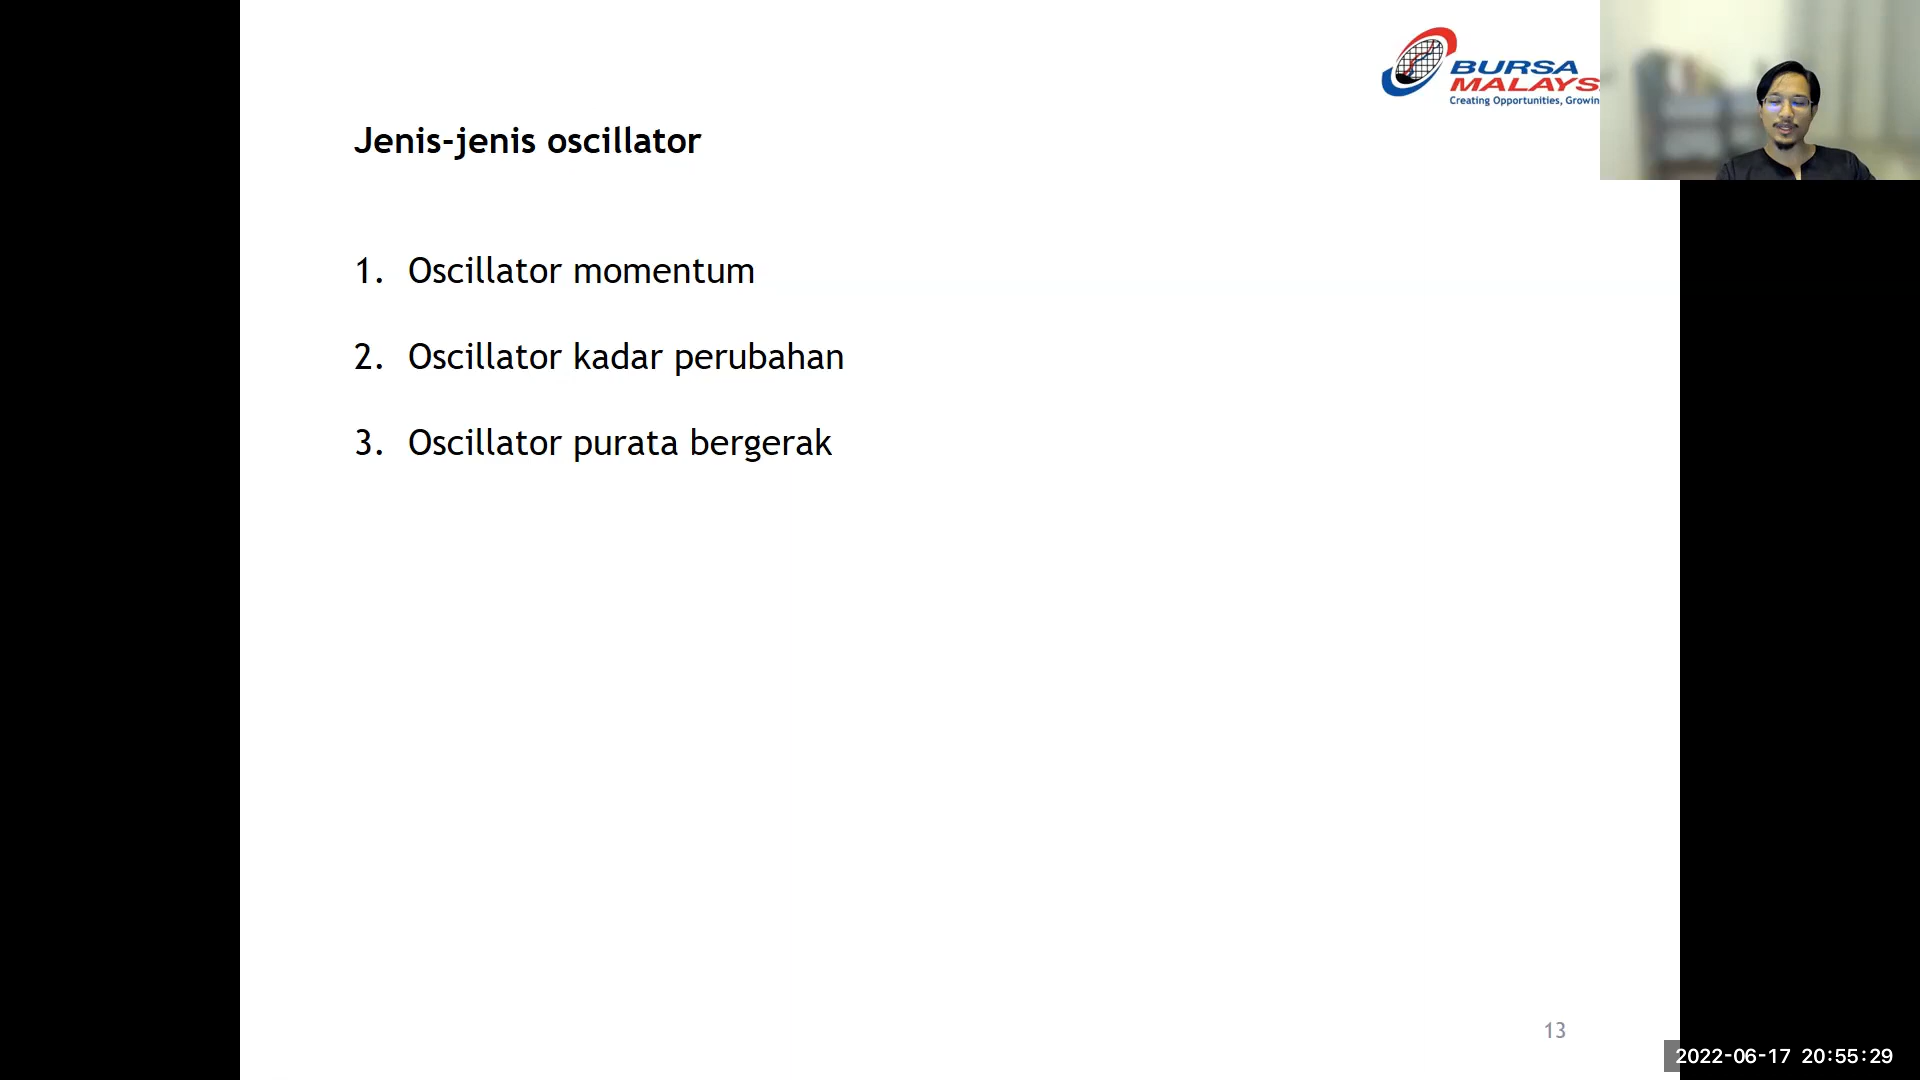 BURSA
MALAYS
Creating Opportunities, Growin
Jenis-jenis oscillator
1. Oscillator momentum
2. Oscillator kadar perubahan
3. Oscillator purata bergerak
13
2022-06-17 20:55:29